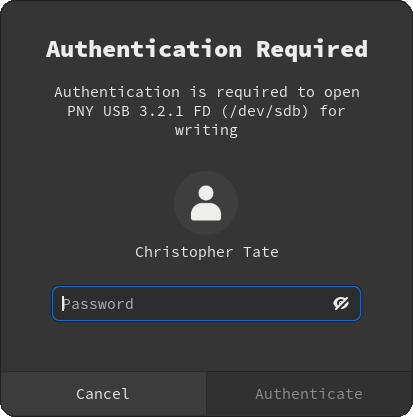 Authentication Required
Authentication is required to open
PNY USB 3.2.1 FD (/dev/sdb) for
writing
Christopher Tate
Password
Cancel
Authenticate